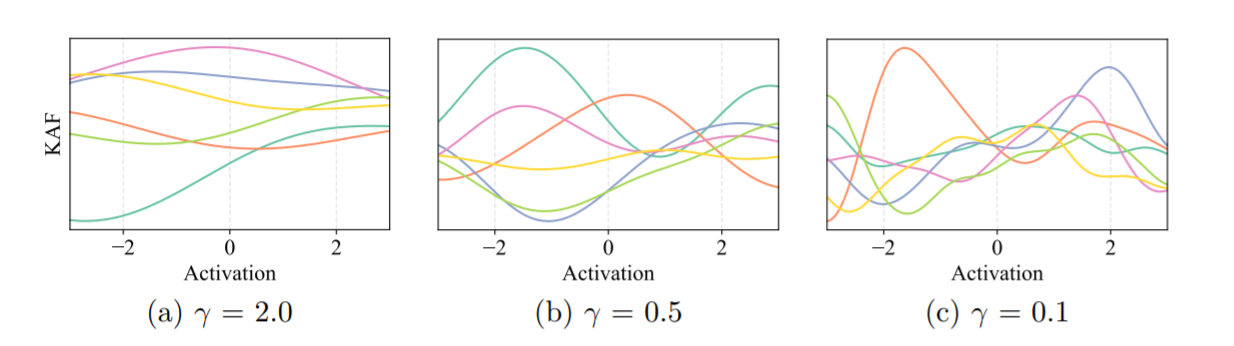 KAF
−2 0 2
−2 0 2
−2 0 2
Activation
Activation
Activation
(a) γ = 2.0
(b) γ = 0.5
(c) γ = 0.1